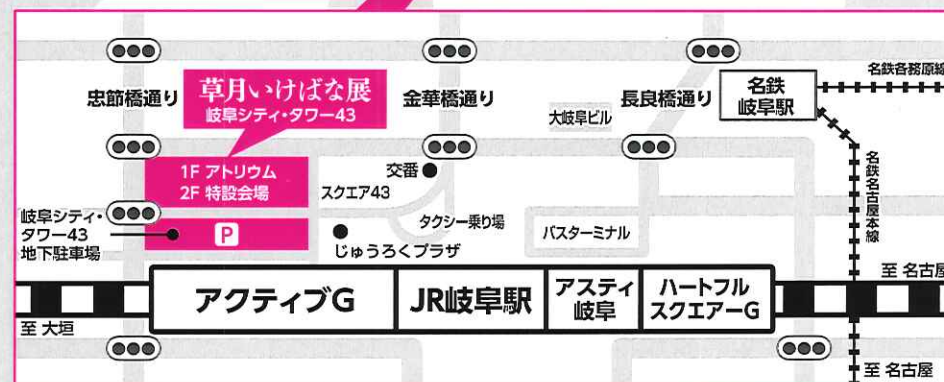 名鉄各務原線
忠節橋通り
草月いけばな展
岐阜シティ・タワー43
金華橋通り
長良橋通り
名鉄
岐阜駅
大岐阜ビル
1F アトリウム
2F 特設会場
交番
スクエア43
名鉄名古屋本線
岐阜シティ・
タワー43
地下駐車場
P
タクシー乗り場
じゅうろくプラザ
バスターミナル
至 名古屋
アクティブG
JR岐阜駅
アスティ
岐阜
ハートフル
スクエアーG
至 大垣
至 名古屋